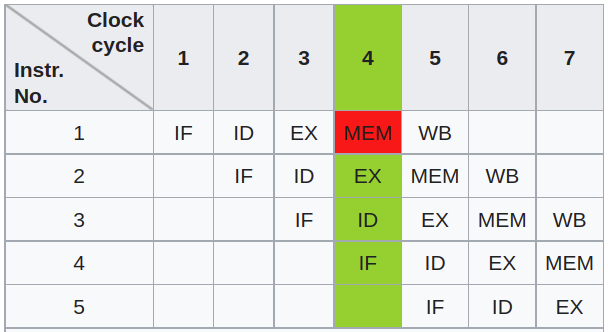 Clock
cycle
Instr.
No.
1 2 3 4 5 6 7
1 IF ID EX MEM WB
2 IF ID EX MEM WB
3 IF ID EX MEM WB
4 IF ID EX MEM
5 IF ID EX